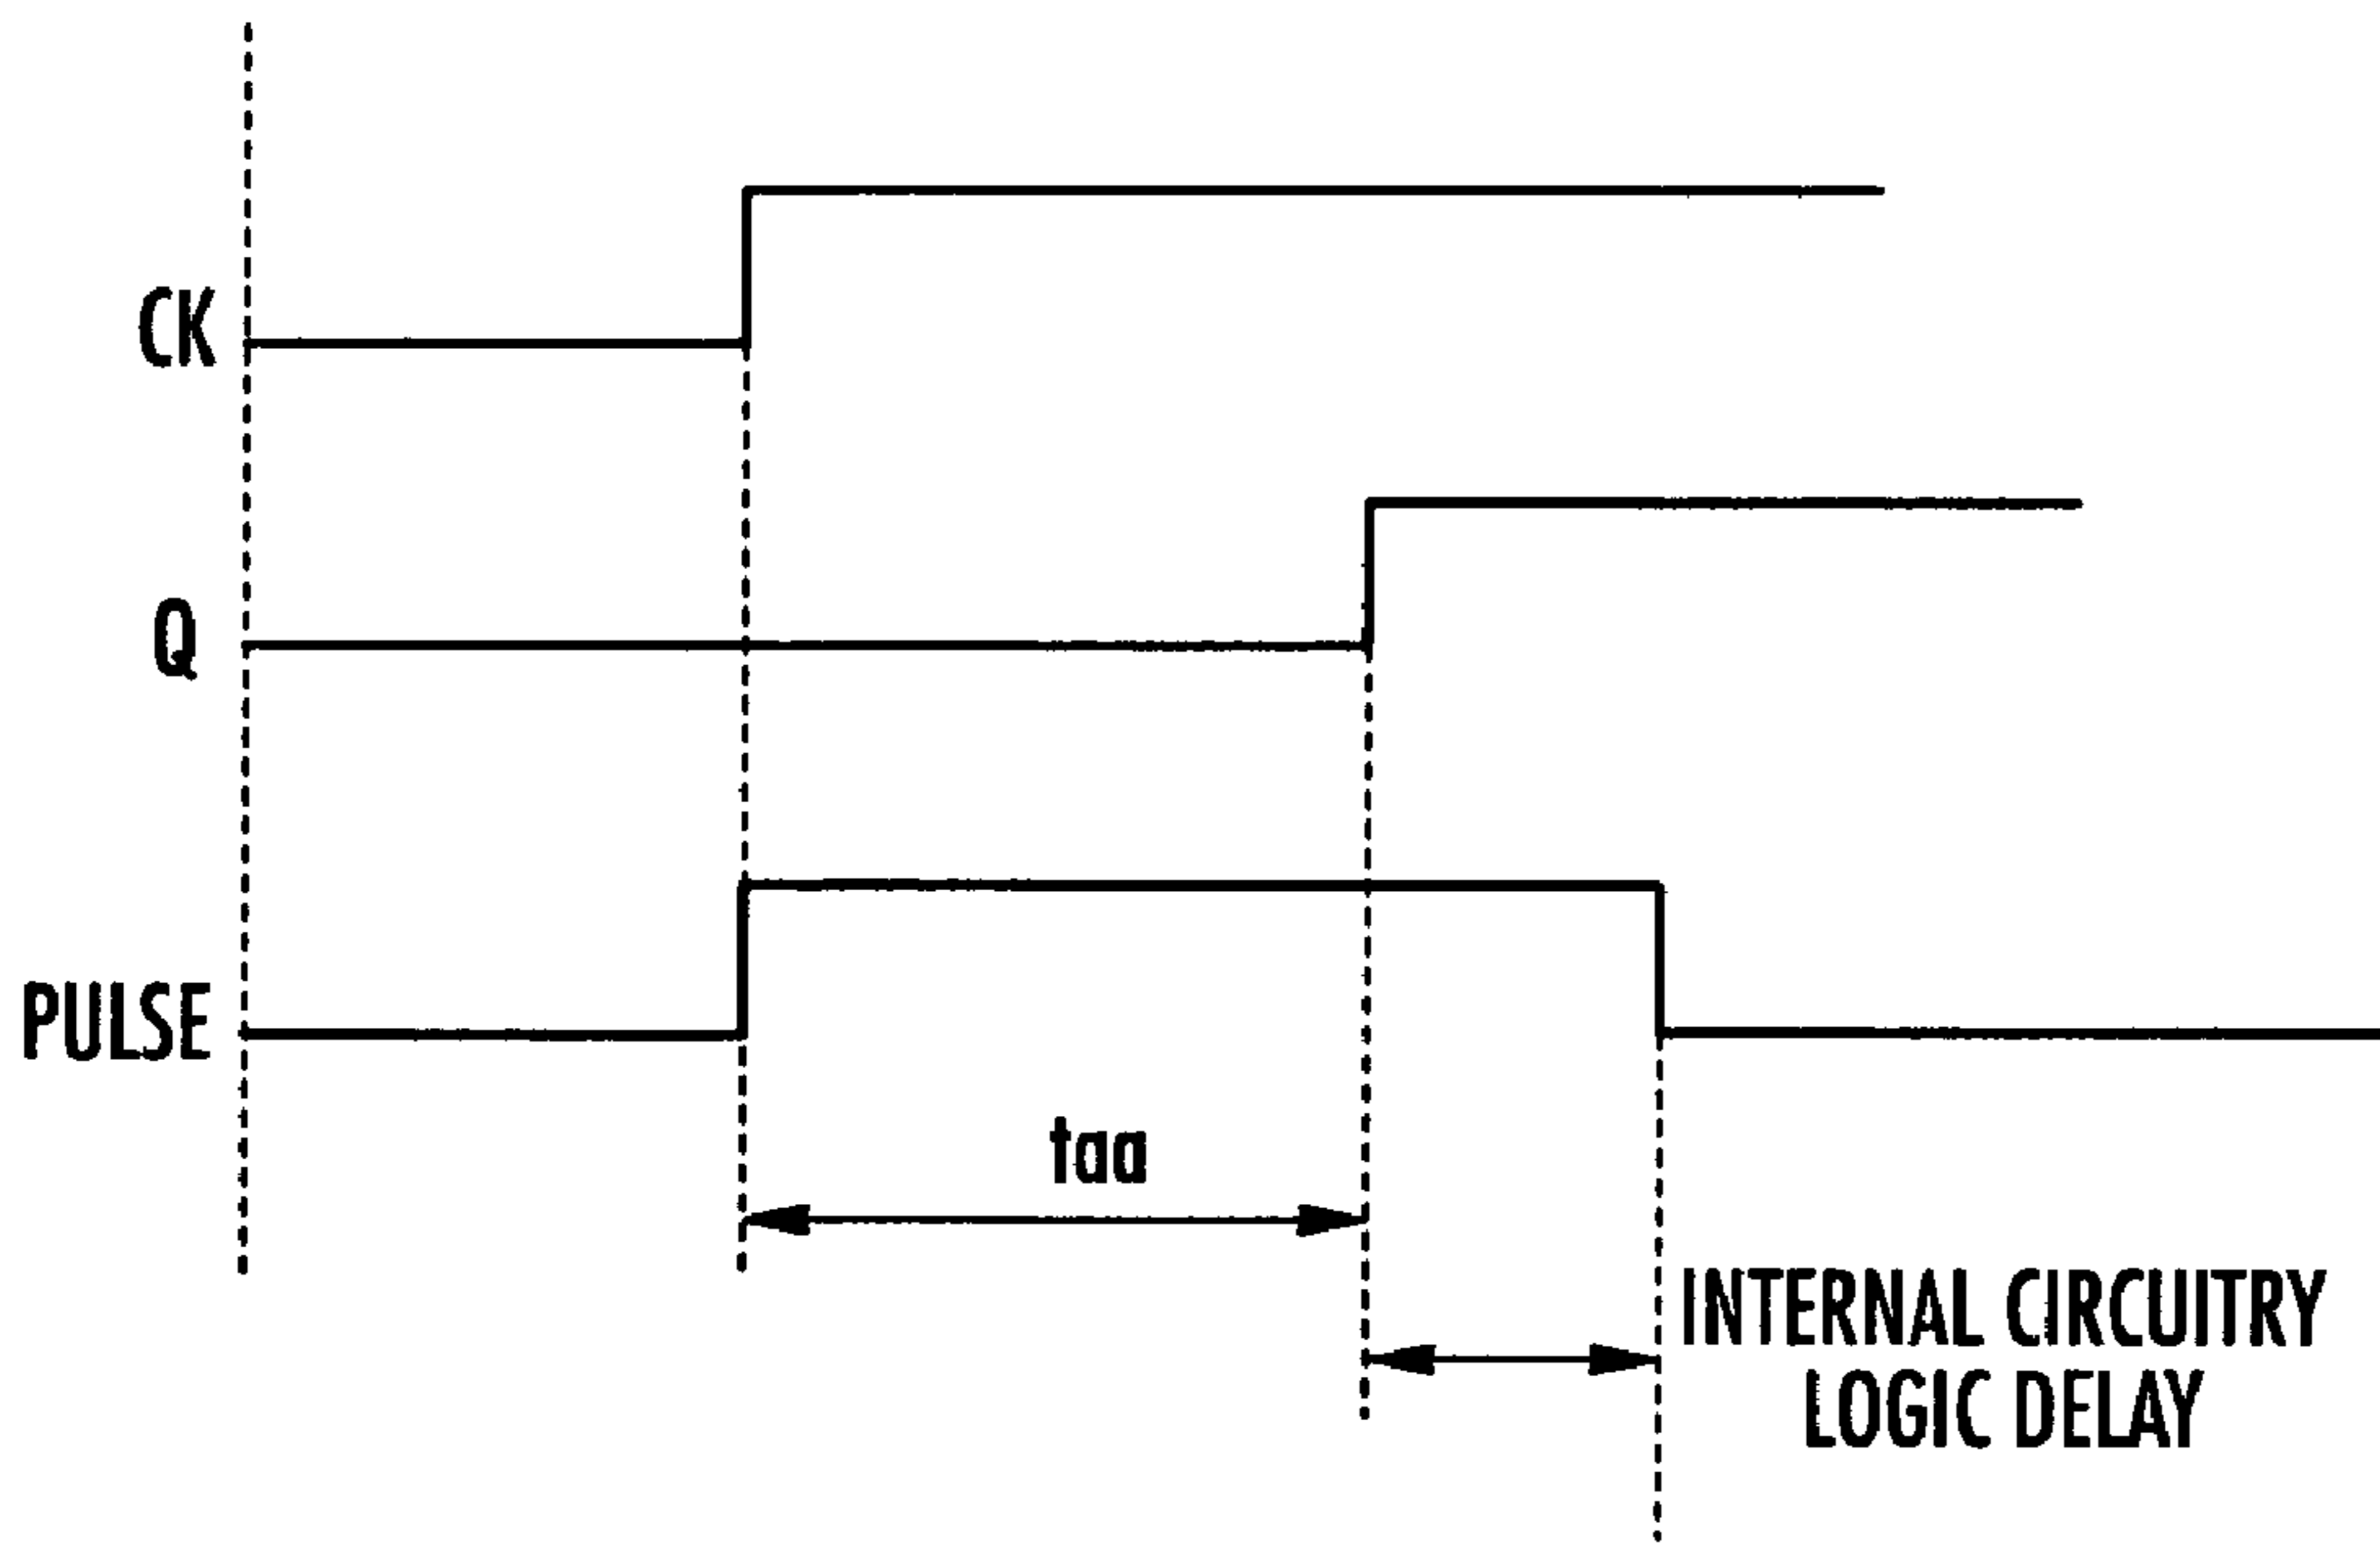 CK
Q
PULSE
taa
INTERNAL CIRCUITRY
LOGIC DELAY